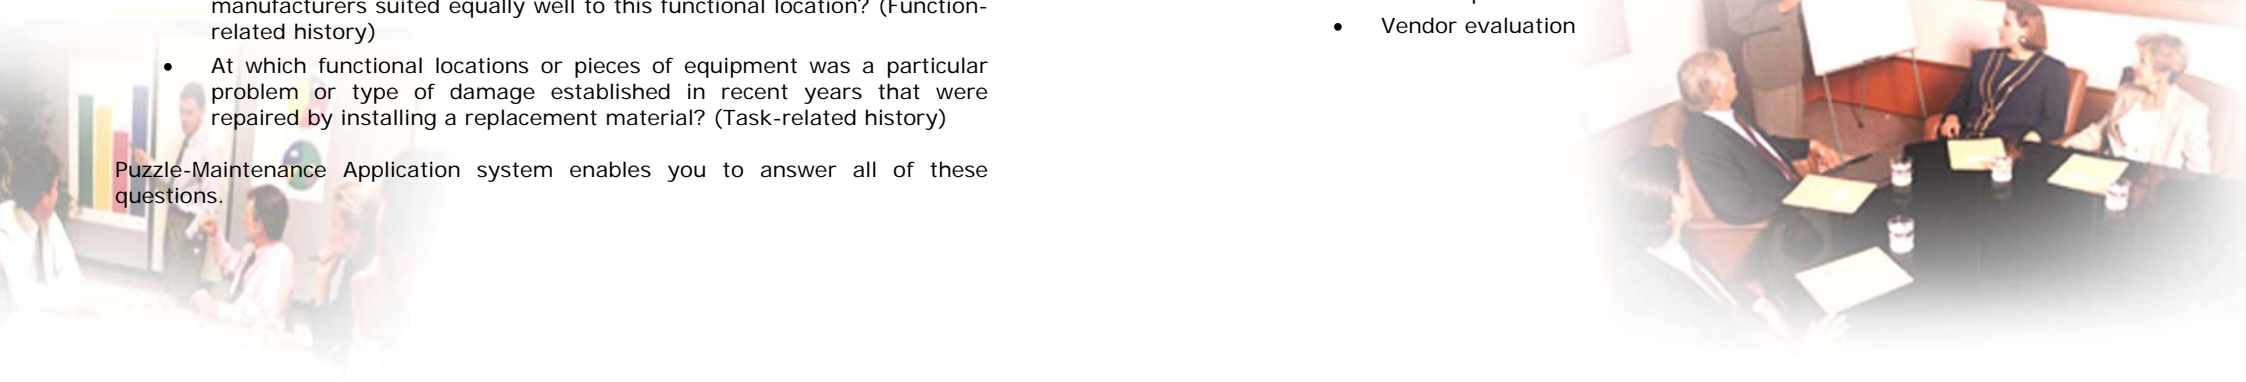 manufacturers suited equally well to this functional location? (Function-
related history)
• At which functional locations or pieces of equipment was a particular
problem or type of damage established in recent years that were
repaired by installing a replacement material? (Task-related history)
Puzzle-Maintenance Application system enables you to answer all of these
questions.
• Vendor evaluation